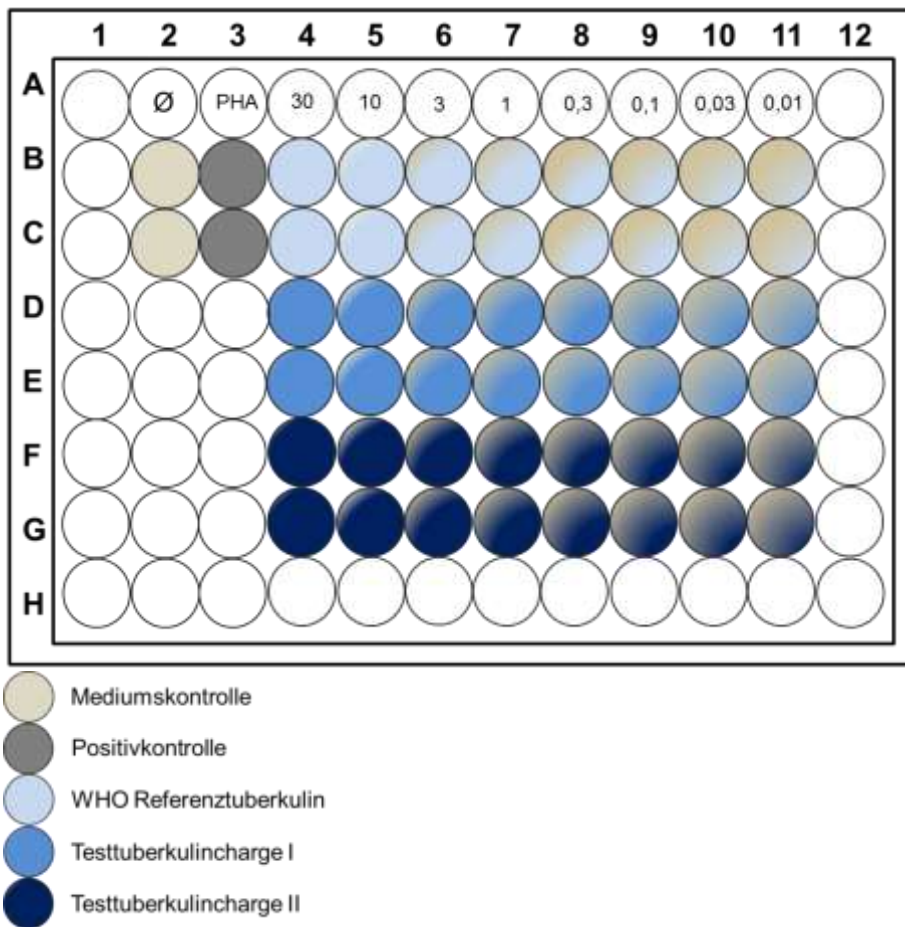 1 2 3 4 5 6 7 8 9 10 11 12
A Ø PHA 30 10 3 1 0,3 0,1 0,03 0,01
B
C
D
E
F
G
H
Mediumskontrolle
Positivkontrolle
WHO Referenztuberkulin
Testtuberkulincharge I
Testtuberkulincharge II